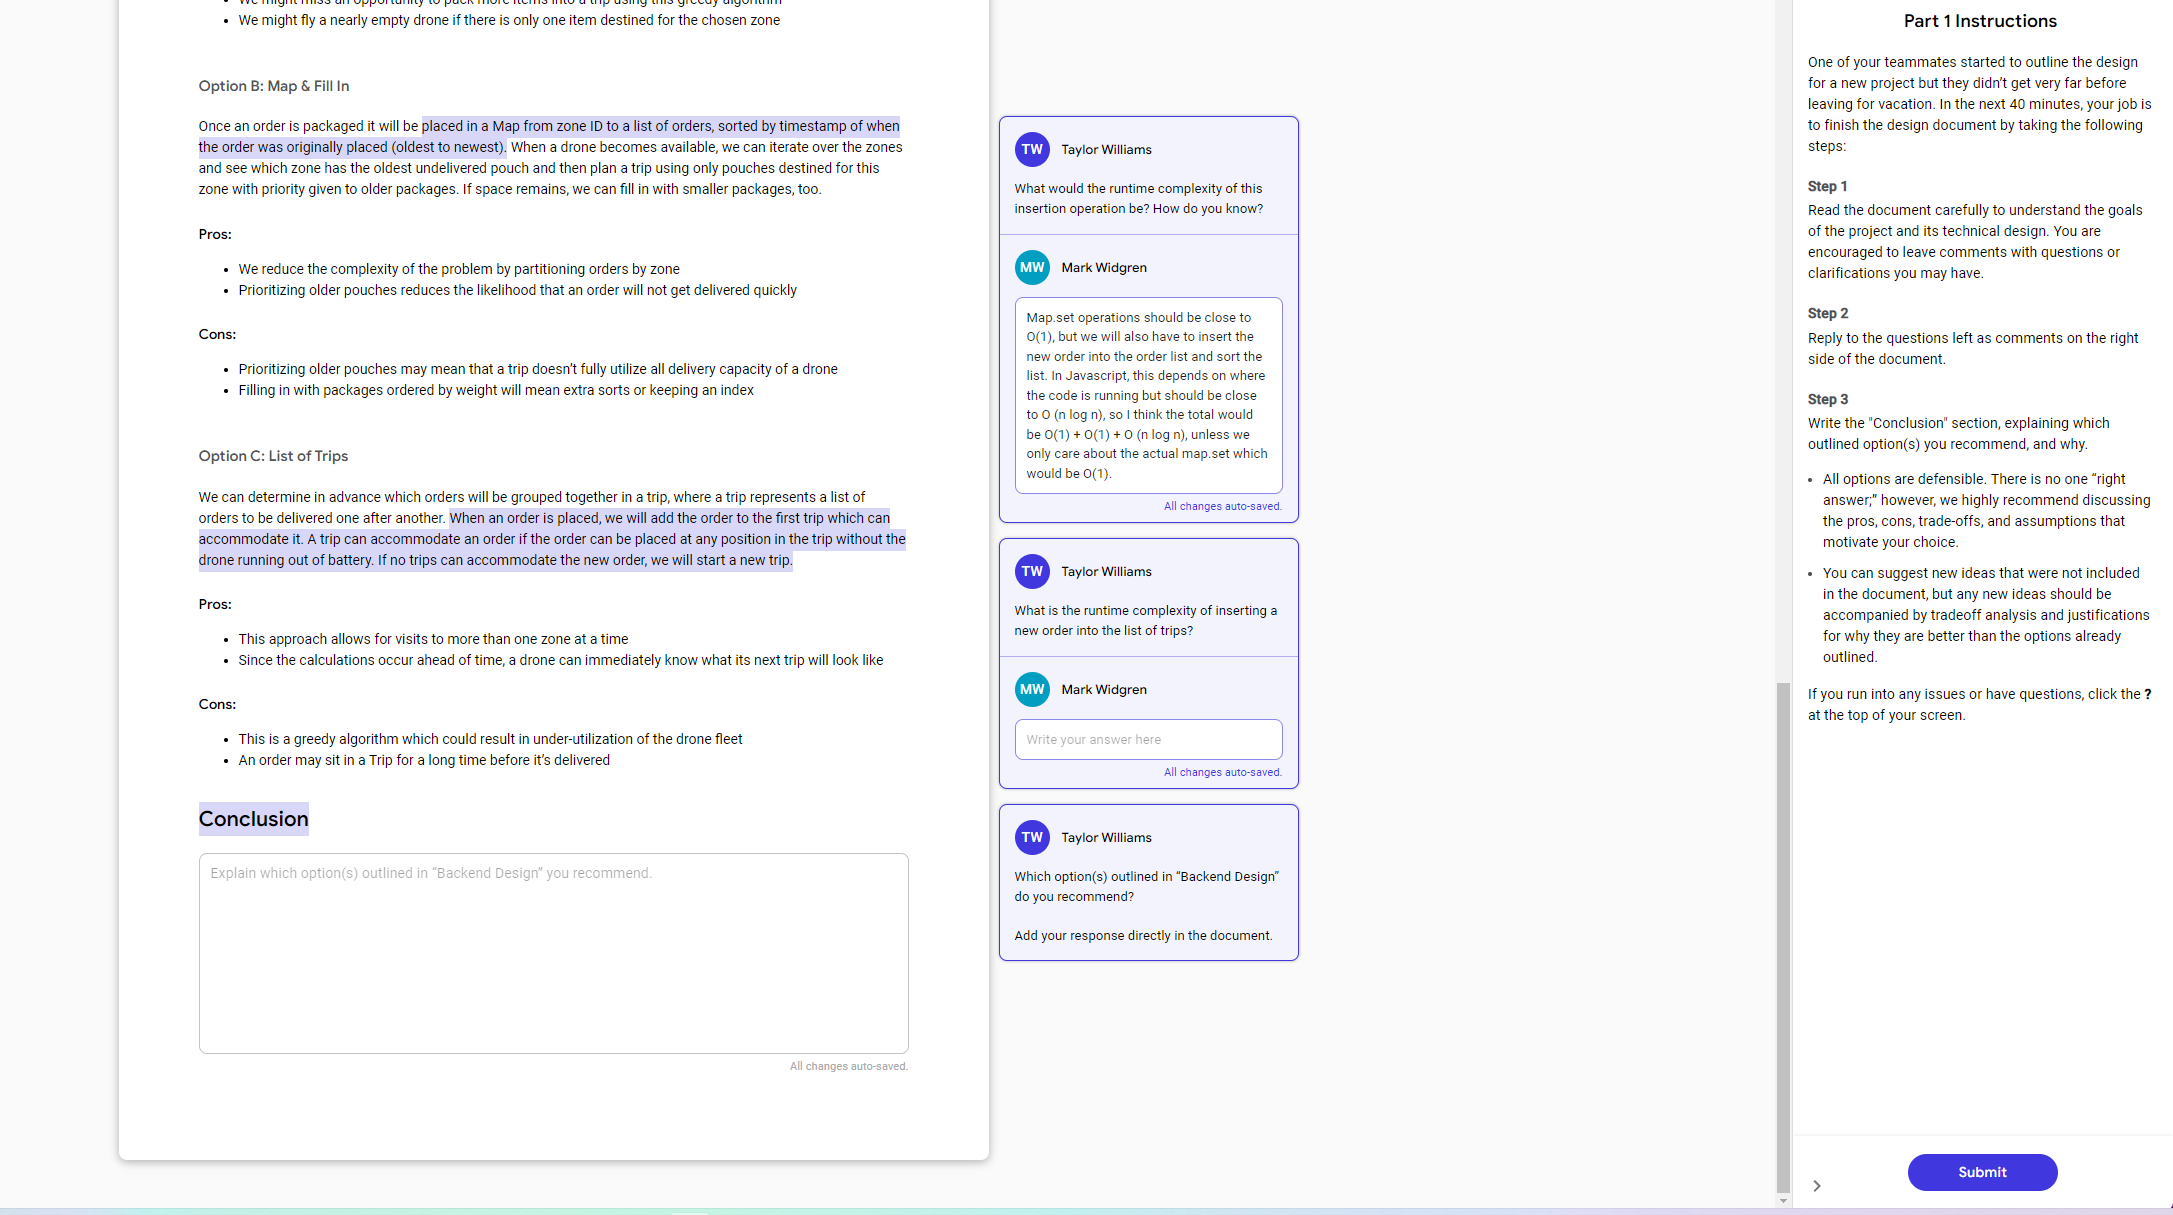 We might miss an opportunity to pack more items into a trip using this greedy algorithm
We might fly a nearly empty drone if there is only one item destined for the chosen zone
Option B: Map & Fill In
Once an order is packaged it will be placed in a Map from zone ID to a list of orders, sorted by timestamp of when
the order was originally placed (oldest to newest). When a drone becomes available, we can iterate over the zones
and see which zone has the oldest undelivered pouch and then plan a trip using only pouches destined for this
zone with priority given to older packages. If space remains, we can fill in with smaller packages, too.
Pros:
We reduce the complexity of the problem by partitioning orders by zone
Prioritizing older pouches reduces the likelihood that an order will not get delivered quickly
Cons:
Prioritizing older pouches may mean that a trip doesn’t fully utilize all delivery capacity of a drone
Filling in with packages ordered by weight will mean extra sorts or keeping an index
Option C: List of Trips
We can determine in advance which orders will be grouped together in a trip, where a trip represents a list of
orders to be delivered one after another. When an order is placed, we will add the order to the first trip which can
accommodate it. A trip can accommodate an order if the order can be placed at any position in the trip without the
drone running out of battery. If no trips can accommodate the new order, we will start a new trip.
Pros:
This approach allows for visits to more than one zone at a time
Since the calculations occur ahead of time, a drone can immediately know what its next trip will look like
Cons:
This is a greedy algorithm which could result in under-utilization of the drone fleet
An order may sit in a Trip for a long time before it’s delivered
Conclusion
Explain which option(s) outlined in “Backend Design” you recommend.
All changes auto-saved.
TW
Taylor Williams
What would the runtime complexity of this
insertion operation be? How do you know?
MW
Mark Widgren
Map.set operations should be close to
O(1), but we will also have to insert the
new order into the order list and sort the
list. In Javascript, this depends on where
the code is running but should be close
to O (n log n), so I think the total would
be O(1) + O(1) + O (n log n), unless we
only care about the actual map.set which
would be O(1).
All changes auto-saved.
TW
Taylor Williams
What is the runtime complexity of inserting a
new order into the list of trips?
MW
Mark Widgren
Write your answer here
All changes auto-saved.
TW
Taylor Williams
Which option(s) outlined in “Backend Design”
do you recommend?
Add your response directly in the document.
Part 1 Instructions
One of your teammates started to outline the design
for a new project but they didn’t get very far before
leaving for vacation. In the next 40 minutes, your job is
to finish the design document by taking the following
steps:
Step 1
Read the document carefully to understand the goals
of the project and its technical design. You are
encouraged to leave comments with questions or
clarifications you may have.
Step 2
Reply to the questions left as comments on the right
side of the document.
Step 3
Write the "Conclusion" section, explaining which
outlined option(s) you recommend, and why.
All options are defensible. There is no one “right
answer;” however, we highly recommend discussing
the pros, cons, trade-offs, and assumptions that
motivate your choice.
You can suggest new ideas that were not included
in the document, but any new ideas should be
accompanied by tradeoff analysis and justifications
for why they are better than the options already
outlined.
If you run into any issues or have questions, click the ?
at the top of your screen.
Submit